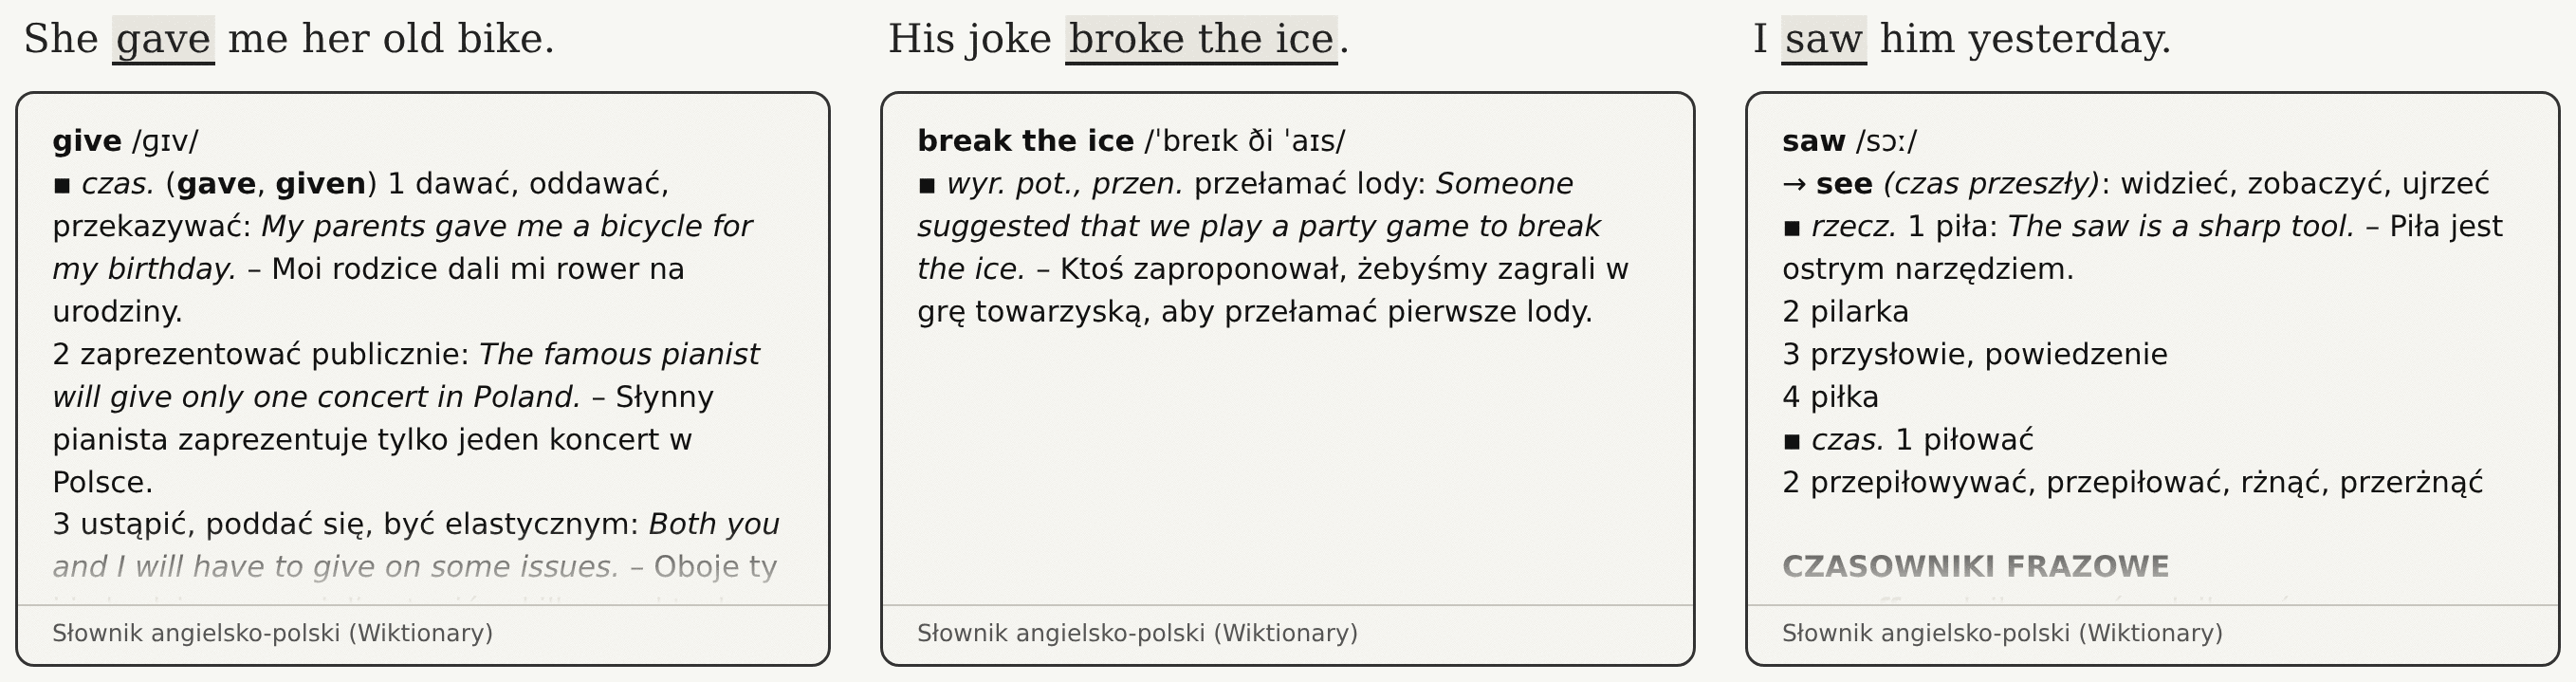 She gave me her old bike.
give /ɡɪv/
▪ czas. (gave, given) 1 dawać, oddawać,
przekazywać: My parents gave me a bicycle for
my birthday. – Moi rodzice dali mi rower na
urodziny.
2 zaprezentować publicznie: The famous pianist
will give only one concert in Poland. – Słynny
pianista zaprezentuje tylko jeden koncert w
Polsce.
3 ustąpić, poddać się, być elastycznym: Both you
and I will have to give on some issues. – Oboje ty
Słownik angielsko-polski (Wiktionary)
His joke broke the ice.
break the ice /ˈbreɪk ði ˈaɪs/
▪ wyr. pot., przen. przełamać lody: Someone
suggested that we play a party game to break
the ice. – Ktoś zaproponował, żebyśmy zagrali w
grę towarzyską, aby przełamać pierwsze lody.
Słownik angielsko-polski (Wiktionary)
I saw him yesterday.
saw /sɔː/
→ see (czas przeszły): widzieć, zobaczyć, ujrzeć
▪ rzecz. 1 piła: The saw is a sharp tool. – Piła jest
ostrym narzędziem.
2 pilarka
3 przysłowie, powiedzenie
4 piłka
▪ czas. 1 piłować
2 przepiłowywać, przepiłować, rżnąć, przerżnąć
CZASOWNIKI FRAZOWE
Słownik angielsko-polski (Wiktionary)